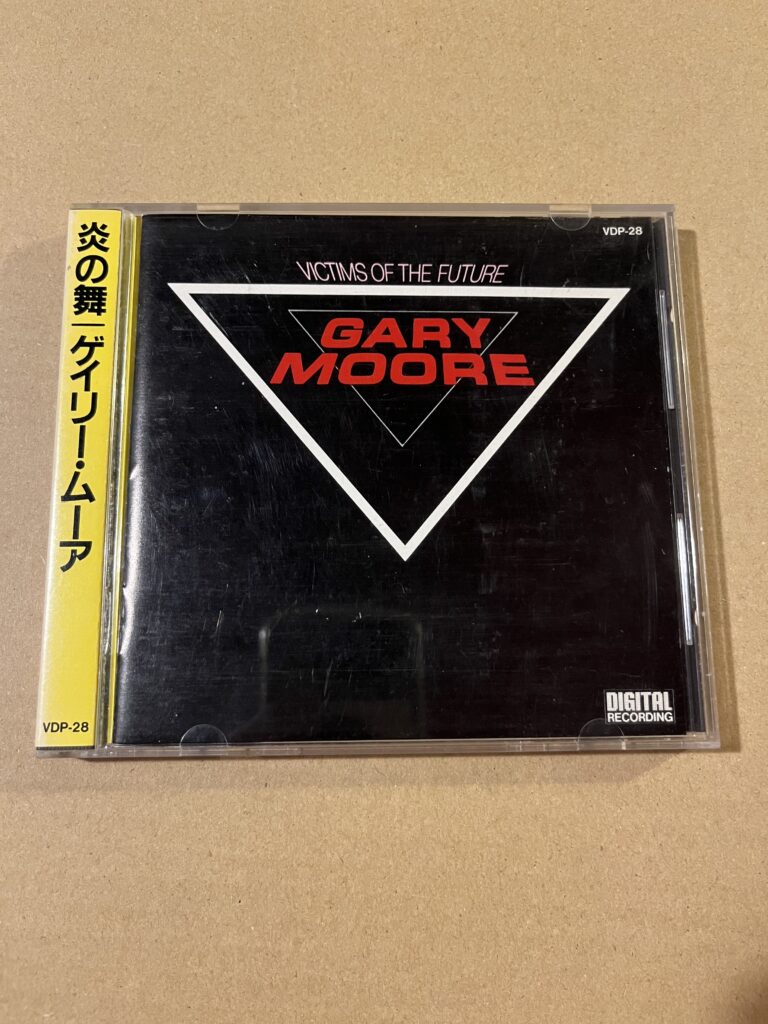 炎の舞|ゲイリー・ムーア
VDP-28
VDP-28
VICTIMS OF THE FUTURE
GARY
MOORE
DIGITAL
RECORDING